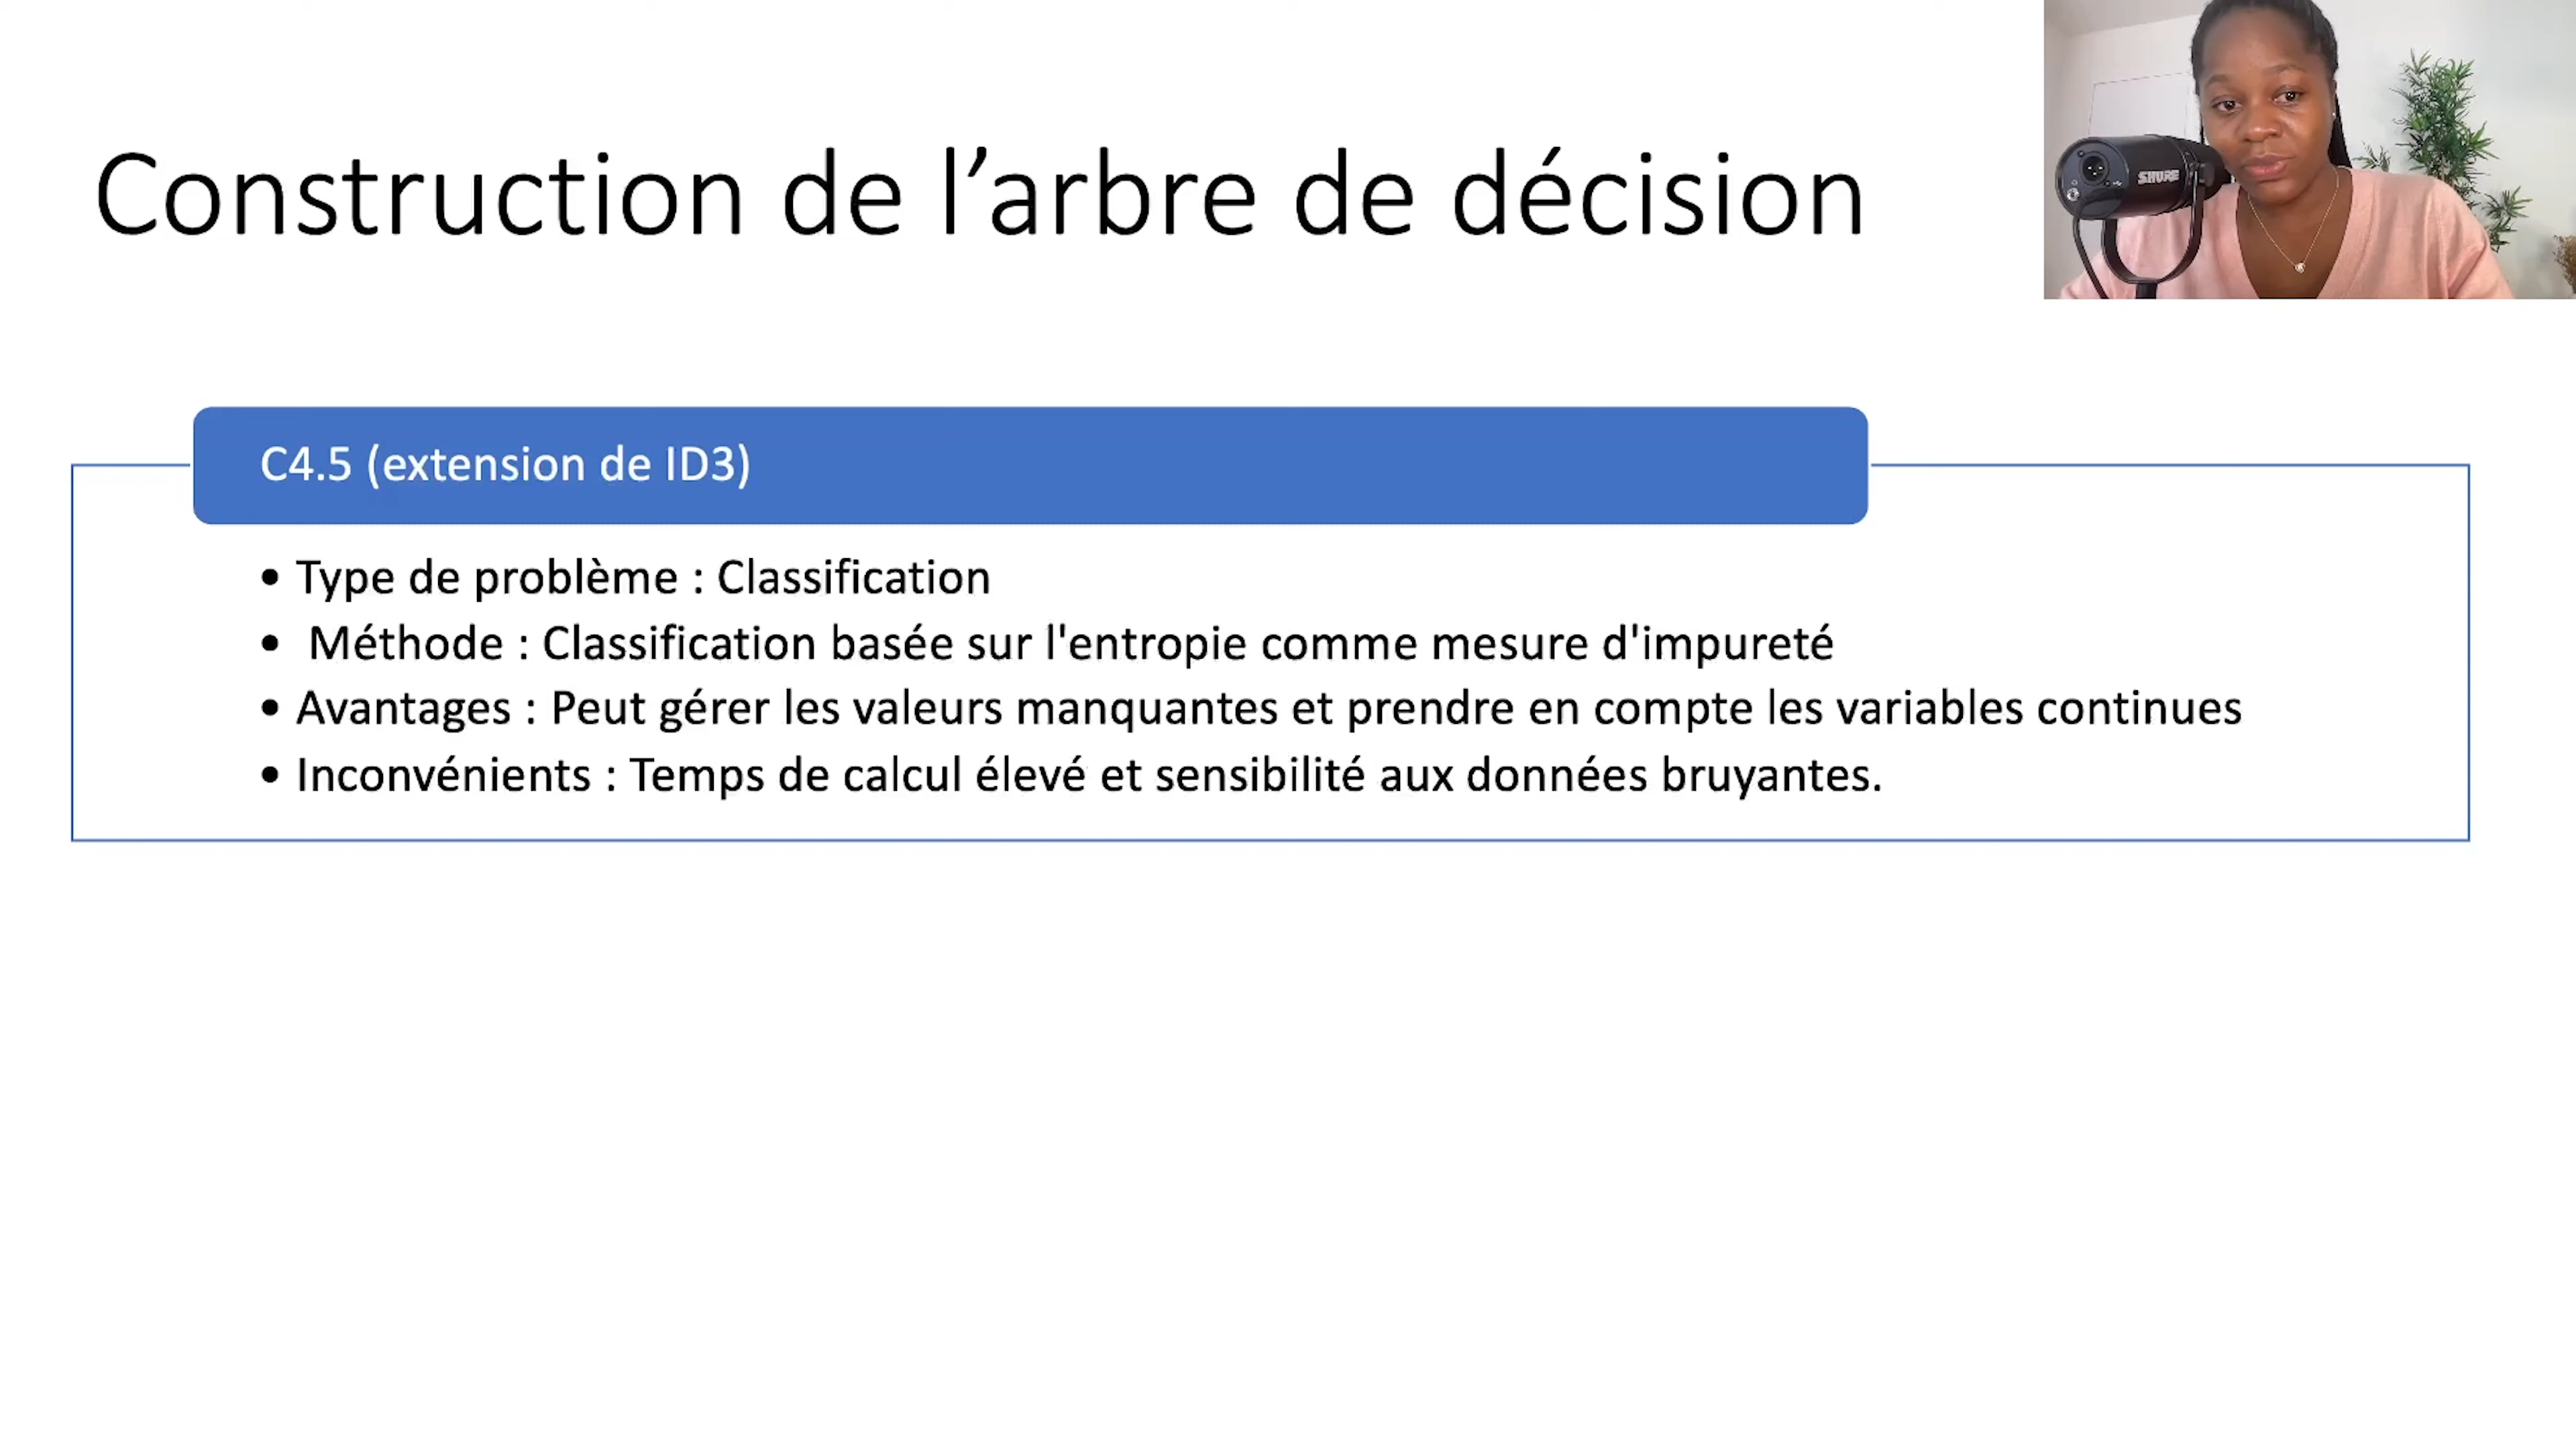 Construction de l’arbre de décision
SHURE
C4.5 (extension de ID3)
• Type de problème : Classification
• Méthode : Classification basée sur l'entropie comme mesure d'impureté
• Avantages : Peut gérer les valeurs manquantes et prendre en compte les variables continues
• Inconvénients : Temps de calcul élevé et sensibilité aux données bruyantes.